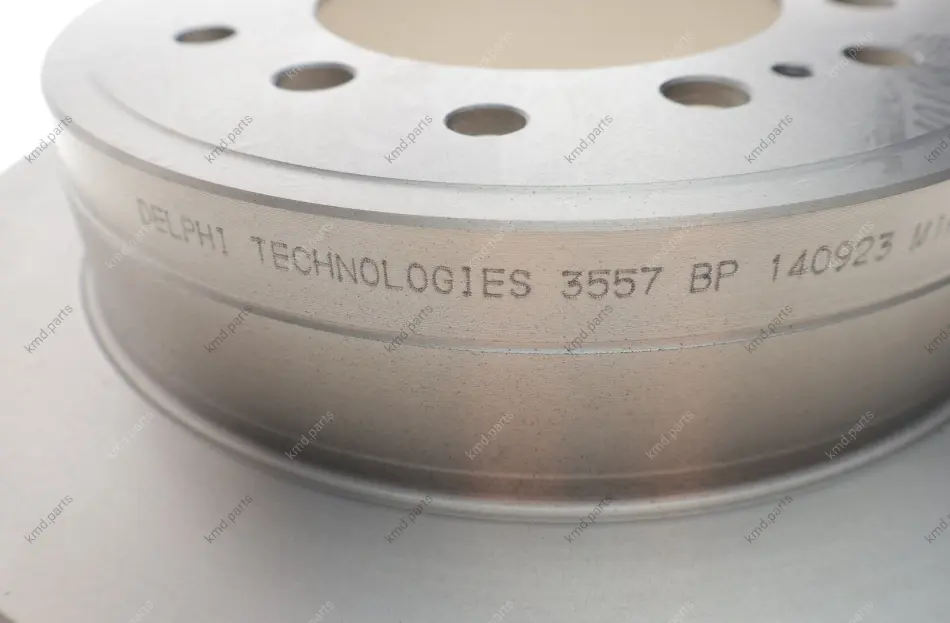 DELPHI TECHNOLOGIES 3557 BP 140923
kmd.parts